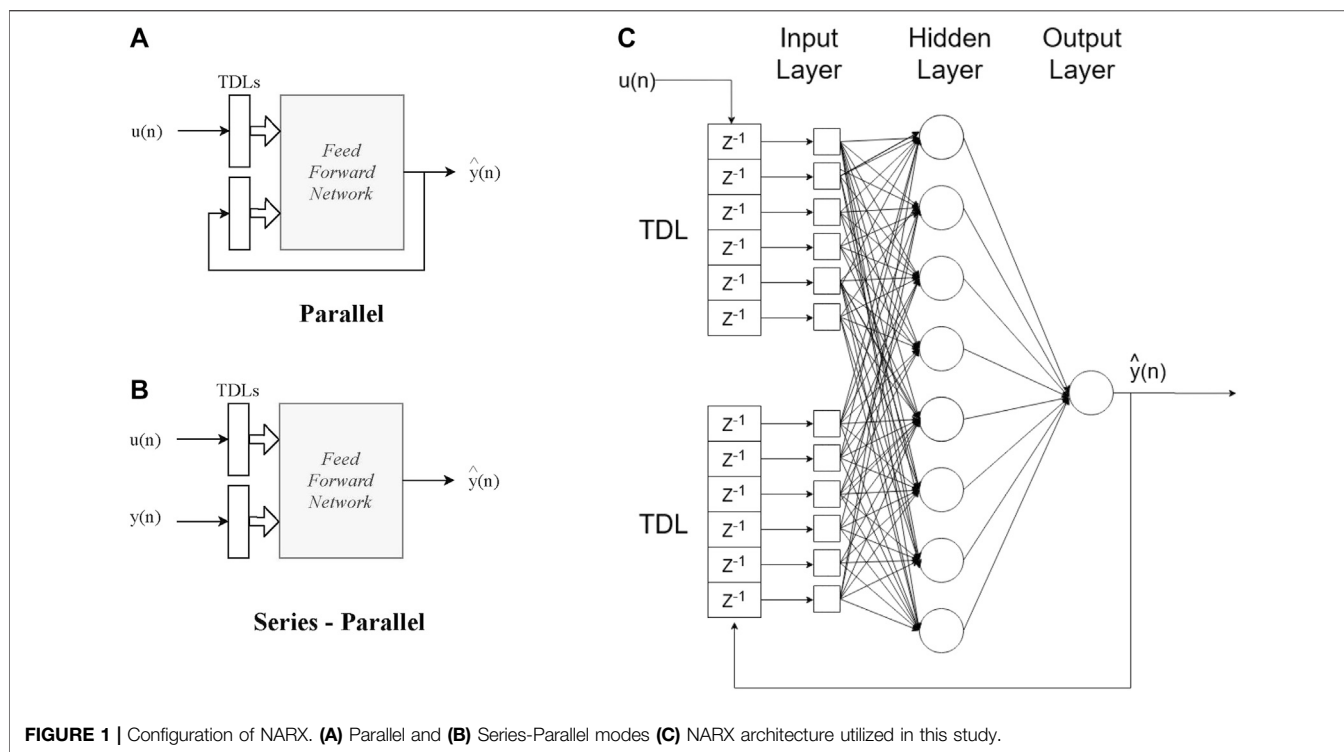 A
TDLs
u(n)
Feed
Forward
Network
^
y(n)
Parallel
B
TDLs
u(n)
y(n)
Feed
Forward
Network
^
y(n)
Series - Parallel
C
Input
Layer
Hidden
Layer
Output
Layer
u(n)
TDL
Z-1
Z-1
Z-1
Z-1
Z-1
Z-1
TDL
Z-1
Z-1
Z-1
Z-1
Z-1
Z-1
^
y(n)
FIGURE 1 | Configuration of NARX. (A) Parallel and (B) Series-Parallel modes (C) NARX architecture utilized in this study.